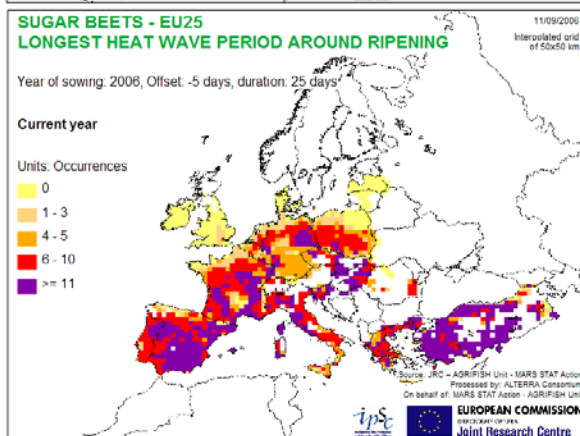 SUGAR BEETS - EU25
11/09/2006
LONGEST HEAT WAVE PERIOD AROUND RIPENING
Interpolated grid
of 50x50 km
Year of sowing: 2006, Offset: -5 days, duration: 25 days
Current year
Units: Occurrences
0
1 - 3
4 - 5
6 - 10
>= 11
Source: JRC - AGRIFISH Unit - MARS STAT Action
Processed by: ALTERRA Consortium
On behalf of: MARS STAT Action - AGRIFISH Unit
ipsc
EUROPEAN COMMISSION
Joint Research Centre